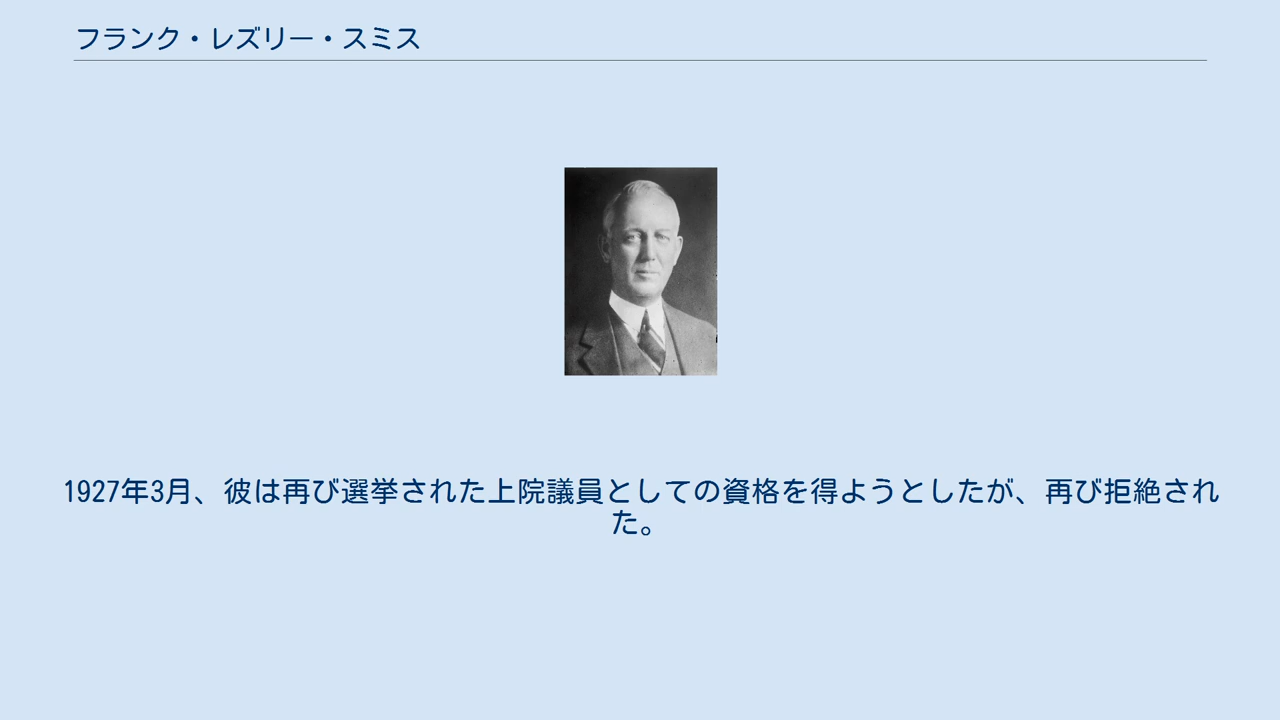 フランク・レズリー・スミス
1927年3月、彼は再び選挙された上院議員としての資格を得ようとしたが、再び拒絶され
た。